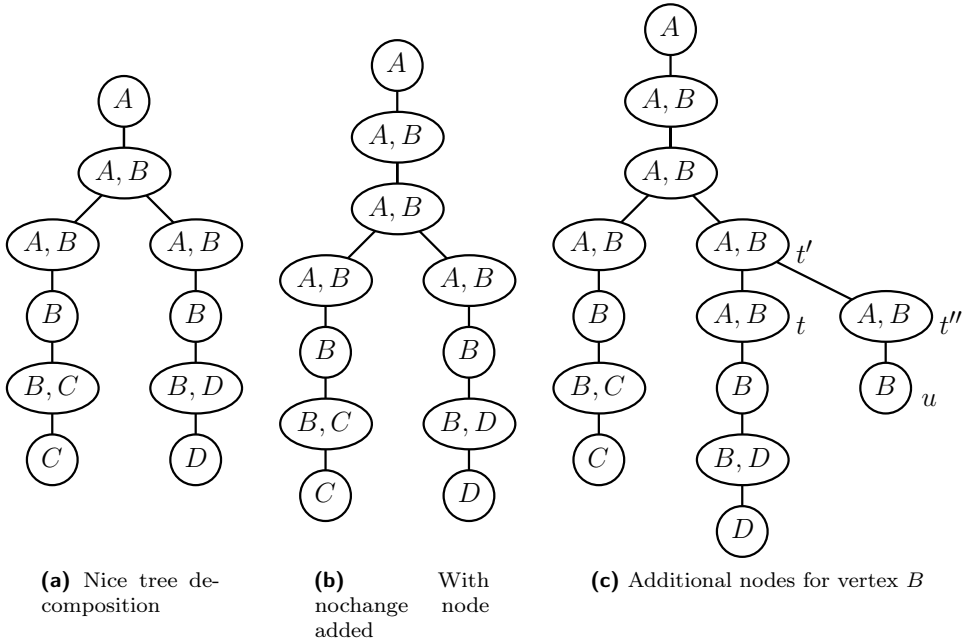 A
A, B
A, B
A, B
B
B
B, C
B, D
C
D
(a) Nice tree de-
composition
A
A, B
A, B
A, B
A, B
B
B
B, C
B, D
C
D
(b) With
nochange node
added
A
A, B
A, B
A, B
A, B t′
B
A, B t
A, B t″
B, C
B
B u
C
B, D
D
(c) Additional nodes for vertex B